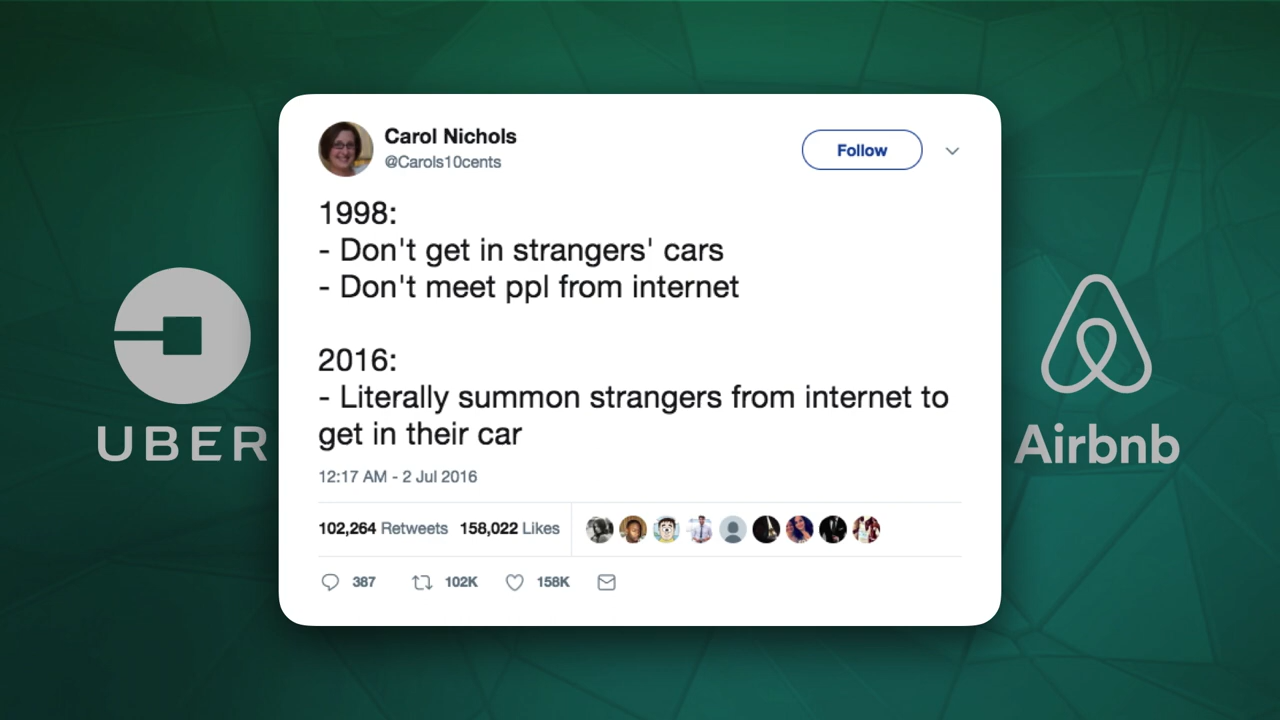 Carol Nichols
@Carols10cents
Follow
1998:
- Don't get in strangers' cars
- Don't meet ppl from internet
2016:
- Literally summon strangers from internet to
get in their car
12:17 AM - 2 Jul 2016
102,264 Retweets 158,022 Likes
387 102K 158K
UBER
Airbnb